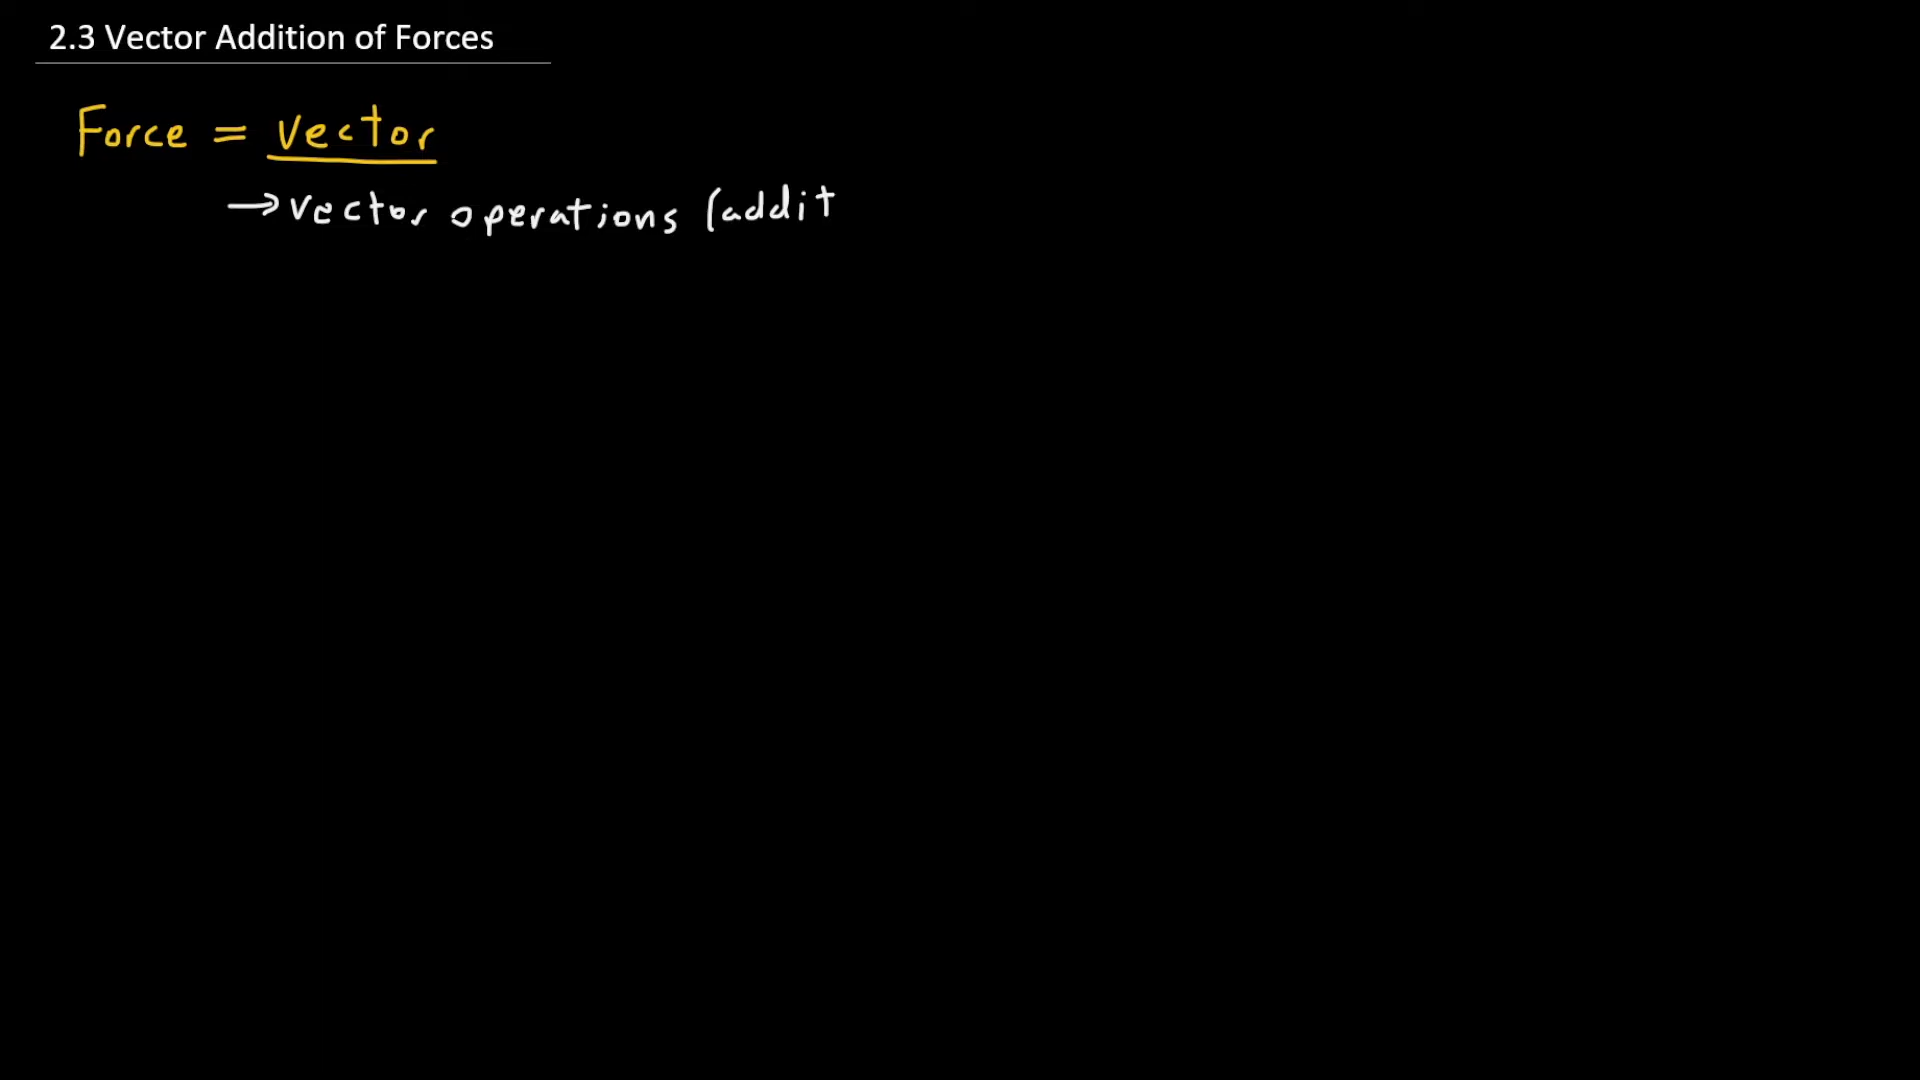 2.3 Vector Addition of Forces
Force = vector
→ vector operations (addit